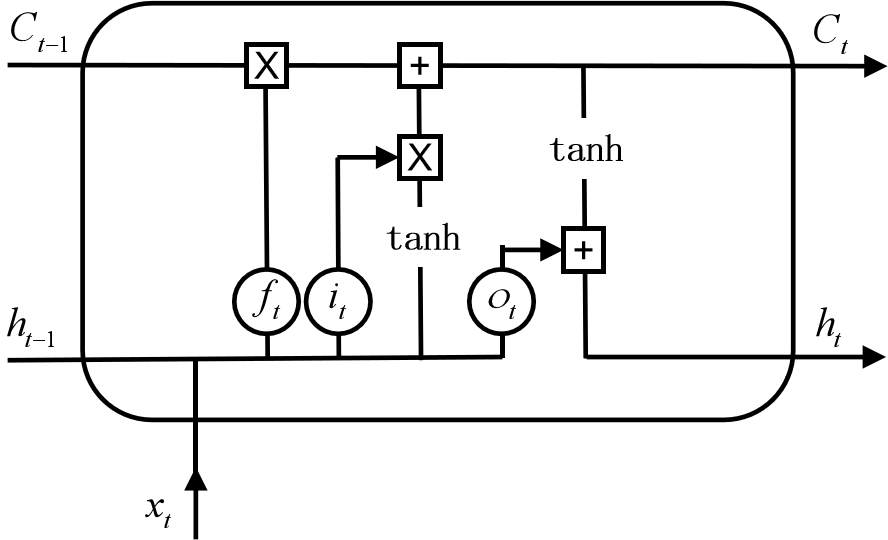 C_{t-1}
C_t
X
+
X
tanh
tanh
+
f_t
i_t
o_t
h_{t-1}
h_t
x_t